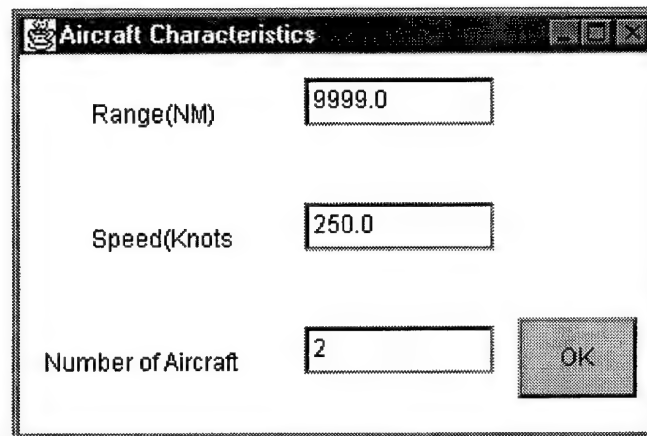 Aircraft Characteristics
Range(NM) 9999.0
Speed(Knots 250.0
Number of Aircraft 2 OK